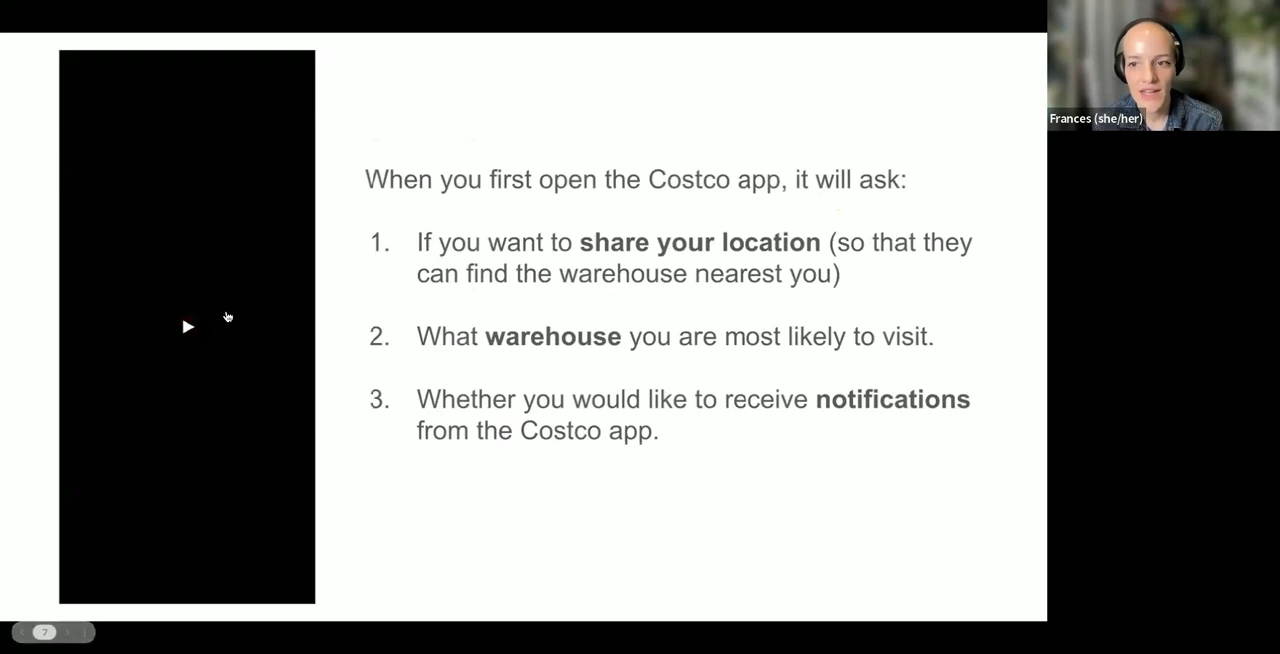 Frances (she/her)
When you first open the Costco app, it will ask:
1. If you want to share your location (so that they
can find the warehouse nearest you)
2. What warehouse you are most likely to visit.
3. Whether you would like to receive notifications
from the Costco app.
7